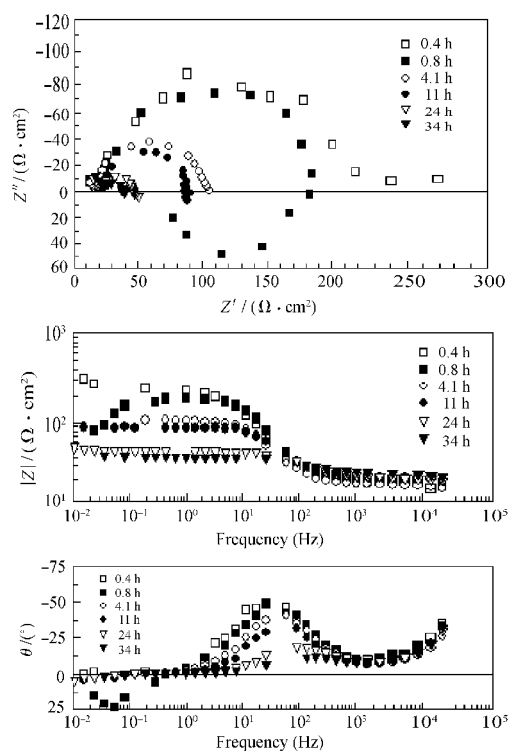 -120
-100
-80
-60
-40
-20
0
20
40
60
Z″/(Ω · cm²)
0.4 h
0.8 h
4.1 h
11 h
24 h
34 h
0 50 100 150 200 250 300
Z′/(Ω · cm²)
10³
10²
10¹
|Z|/(Ω · cm²)
0.4 h
0.8 h
4.1 h
11 h
24 h
34 h
10⁻² 10⁻¹ 10⁰ 10¹ 10² 10³ 10⁴ 10⁵
Frequency (Hz)
-75
-50
-25
0
25
θ/(°)
0.4 h
0.8 h
4.1 h
11 h
24 h
34 h
10⁻² 10⁻¹ 10⁰ 10¹ 10² 10³ 10⁴ 10⁵
Frequency (Hz)